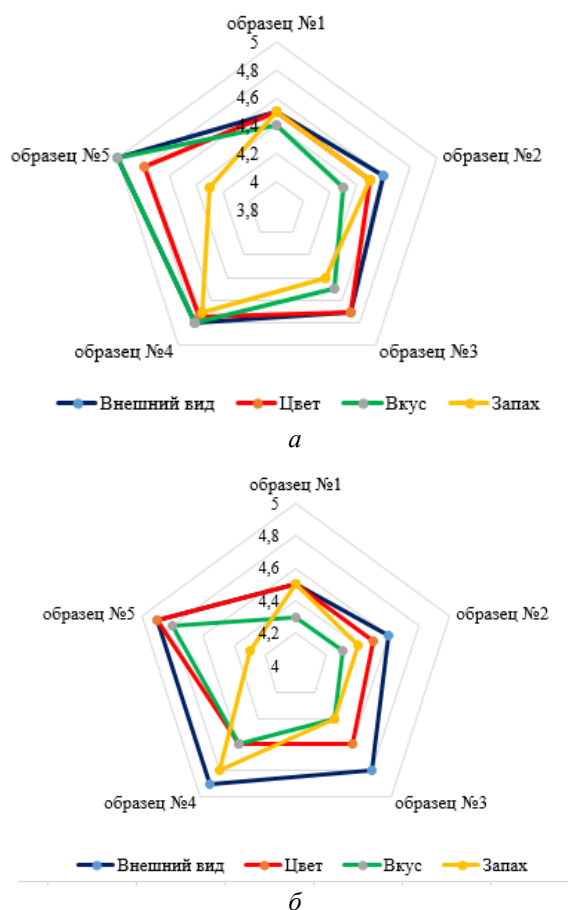 образец №1
5
4,8
4,6
4,4
4,2
4
3,8
образец №5
образец №2
образец №4
образец №3
Внешний вид Цвет Вкус Запах
а
образец №1
5
4,8
4,6
4,4
4,2
4
образец №5
образец №2
образец №4
образец №3
Внешний вид Цвет Вкус Запах
б